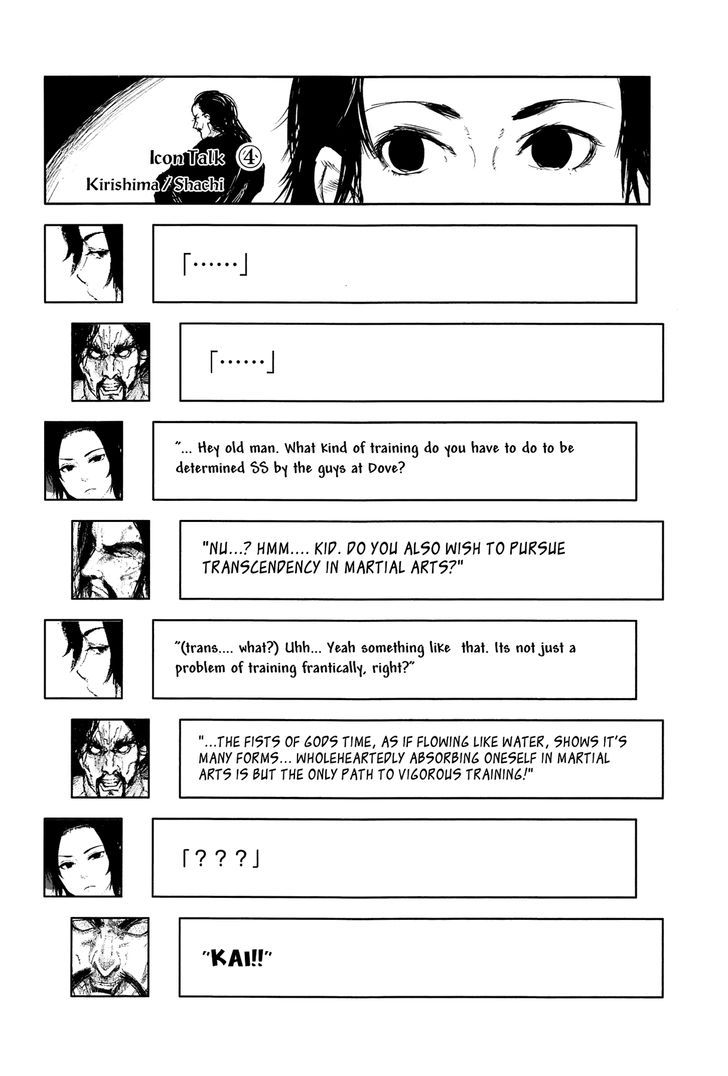 Icon Talk ④
Kirishima / Shachi
「……」
「……」
"... Hey old man. What kind of training do you have to do to be
determined SS by the guys at Dove?
"NU...? HMM.... KID. DO YOU ALSO WISH TO PURSUE
TRANSCENDENCY IN MARTIAL ARTS?"
"(trans.... what?) Uhh... Yeah something like that. Its not just a
problem of training frantically, right?"
"...THE FISTS OF GODS TIME, AS IF FLOWING LIKE WATER, SHOWS IT'S
MANY FORMS... WHOLEHEARTEDLY ABSORBING ONESELF IN MARTIAL
ARTS IS BUT THE ONLY PATH TO VIGOROUS TRAINING!"
「？？？」
"KAI!!"